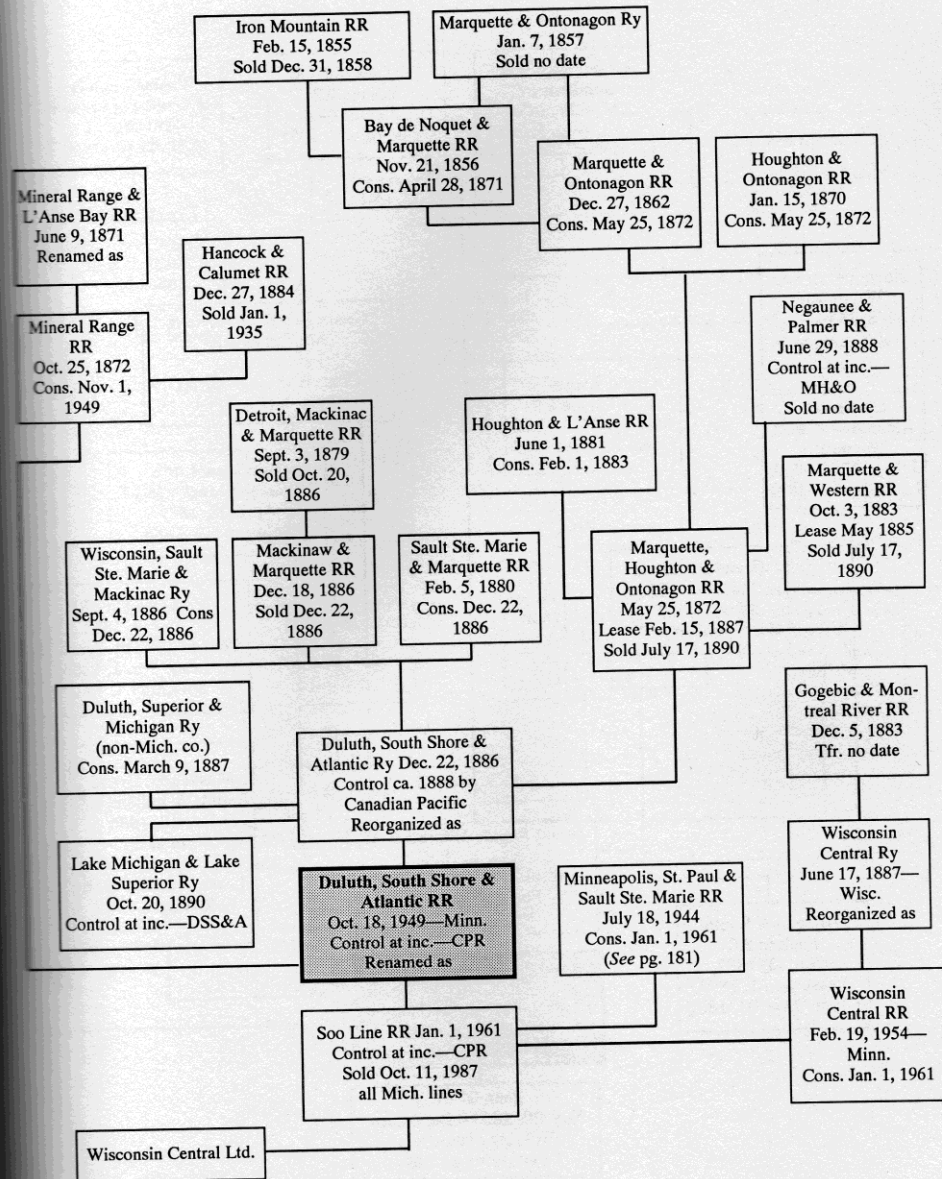 Iron Mountain RR
Feb. 15, 1855
Sold Dec. 31, 1858
Marquette & Ontonagon Ry
Jan. 7, 1857
Sold no date
Bay de Noquet &
Marquette RR
Nov. 21, 1856
Cons. April 28, 1871
Marquette &
Ontonagon RR
Dec. 27, 1862
Cons. May 25, 1872
Houghton &
Ontonagon RR
Jan. 15, 1870
Cons. May 25, 1872
Mineral Range &
L'Anse Bay RR
June 9, 1871
Renamed as
Hancock &
Calumet RR
Dec. 27, 1884
Sold Jan. 1,
1935
Mineral Range
RR
Oct. 25, 1872
Cons. Nov. 1,
1949
Negaunee &
Palmer RR
June 29, 1888
Control at inc.—
MH&O
Sold no date
Detroit, Mackinac
& Marquette RR
Sept. 3, 1879
Sold Oct. 20,
1886
Houghton & L'Anse RR
June 1, 1881
Cons. Feb. 1, 1883
Marquette &
Western RR
Oct. 3, 1883
Lease May 1885
Sold July 17,
1890
Wisconsin, Sault
Ste. Marie &
Mackinac Ry
Sept. 4, 1886 Cons
Dec. 22, 1886
Mackinaw &
Marquette RR
Dec. 18, 1886
Sold Dec. 22,
1886
Sault Ste. Marie
& Marquette RR
Feb. 5, 1880
Cons. Dec. 22,
1886
Marquette,
Houghton &
Ontonagon RR
May 25, 1872
Lease Feb. 15, 1887
Sold July 17, 1890
Duluth, Superior &
Michigan Ry
(non-Mich. co.)
Cons. March 9, 1887
Duluth, South Shore &
Atlantic Ry Dec. 22, 1886
Control ca. 1888 by
Canadian Pacific
Reorganized as
Gogebic & Mon-
treal River RR
Dec. 5, 1883
Tfr. no date
Lake Michigan & Lake
Superior Ry
Oct. 20, 1890
Control at inc.—DSS&A
Duluth, South Shore &
Atlantic RR
Oct. 18, 1949—Minn.
Control at inc.—CPR
Renamed as
Minneapolis, St. Paul &
Sault Ste. Marie RR
July 18, 1944
Cons. Jan. 1, 1961
(See pg. 181)
Wisconsin
Central Ry
June 17, 1887—
Wisc.
Reorganized as
Soo Line RR Jan. 1, 1961
Control at inc.—CPR
Sold Oct. 11, 1987
all Mich. lines
Wisconsin
Central RR
Feb. 19, 1954—
Minn.
Cons. Jan. 1, 1961
Wisconsin Central Ltd.